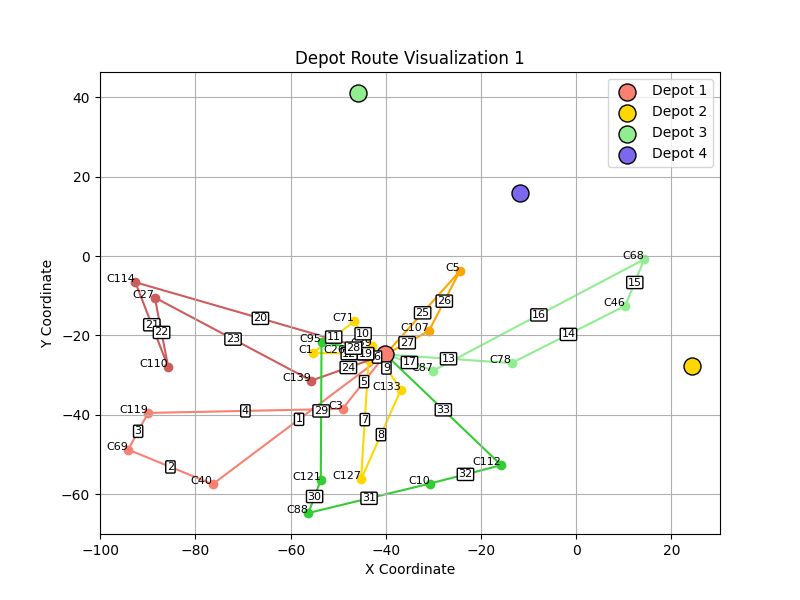 Depot Route Visualization 1
Depot 1
Depot 2
Depot 3
Depot 4
Y Coordinate
40
20
0
−20
−40
−60
−100
−80
−60
−40
−20
0
20
X Coordinate
C114
C27
C110
C139
C119
C69
C40
C3
C95
C1
C71
C5
C107
C68
C46
C78
C87
C133
C127
C121
C88
C10
C112
1
2
3
4
5
6
7
8
9
10
11
13
14
15
16
17
19
20
21
22
23
24
25
26
27
28
29
30
31
32
33